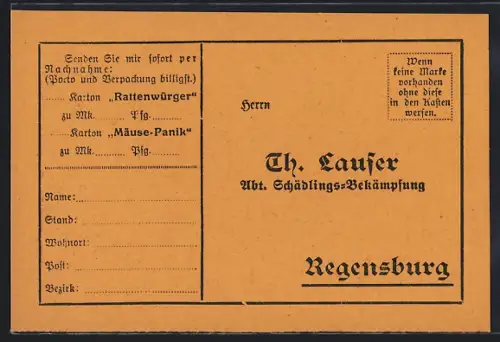 Senden Sie mir sofort per
Nachnahme:
(Porto und Verpackung billigst.)
...... Karton „Rattenwürger"
zu Mk. .......... Pfg. ..........
...... Karton „Mäuse-Panik"
zu Mk. .......... Pfg. ..........
Name: ..............................
Stand: ..............................
Wohnort: ..............................
Post: ..............................
Bezirk: ..............................
Wenn
keine Marke
vorhanden
ohne diese
in den Kasten
werfen.
Herrn
Th. Lauser
Abt. Schädlings-Bekämpfung
Regensburg